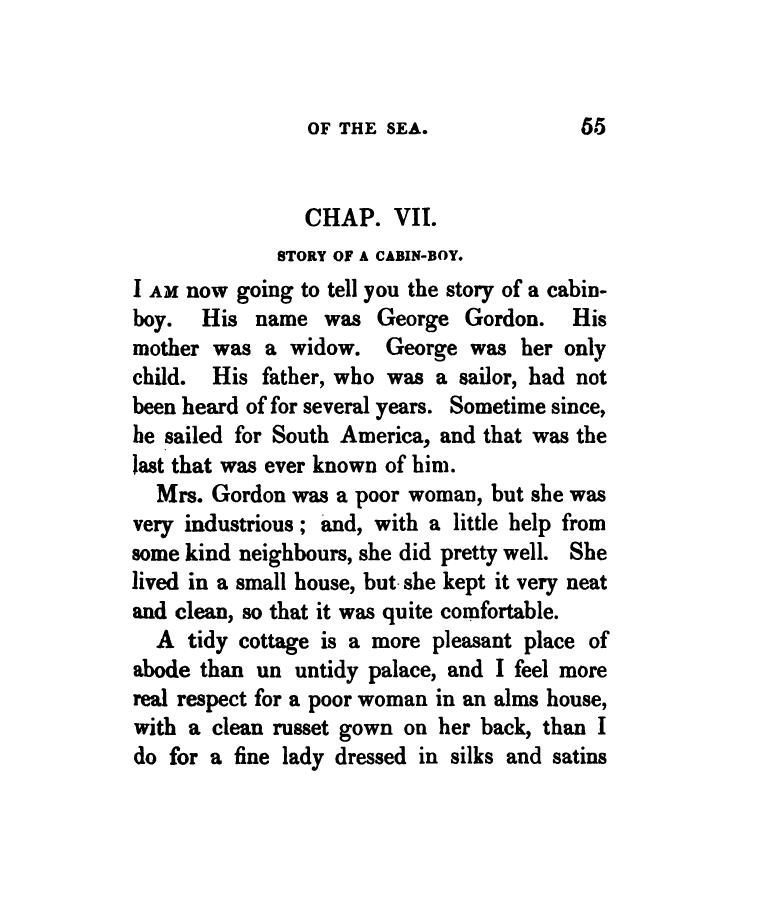 OF THE SEA. 55
CHAP. VII.
STORY OF A CABIN-BOY.
I AM now going to tell you the story of a cabin-
boy. His name was George Gordon. His
mother was a widow. George was her only
child. His father, who was a sailor, had not
been heard of for several years. Sometime since,
he sailed for South America, and that was the
last that was ever known of him.
Mrs. Gordon was a poor woman, but she was
very industrious; and, with a little help from
some kind neighbours, she did pretty well. She
lived in a small house, but she kept it very neat
and clean, so that it was quite comfortable.
A tidy cottage is a more pleasant place of
abode than un untidy palace, and I feel more
real respect for a poor woman in an alms house,
with a clean russet gown on her back, than I
do for a fine lady dressed in silks and satins